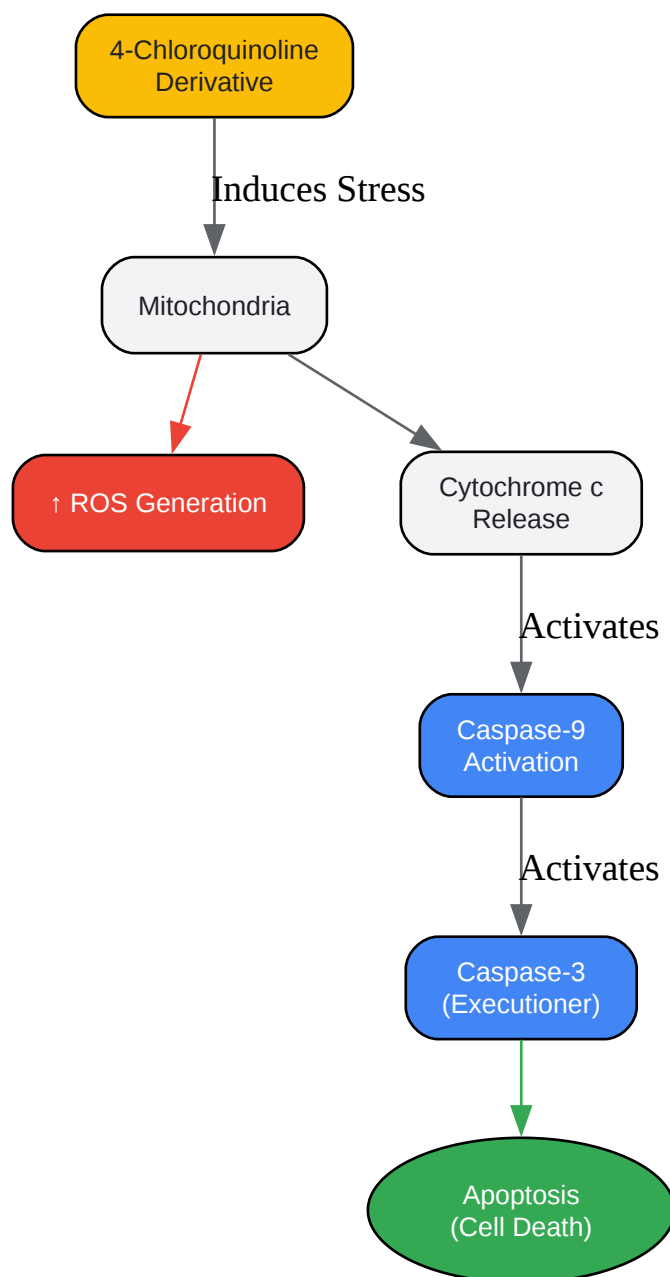 4-Chloroquinoline
Derivative
Induces Stress
Mitochondria
↑ ROS Generation
Cytochrome c
Release
Activates
Caspase-9
Activation
Activates
Caspase-3
(Executioner)
Apoptosis
(Cell Death)